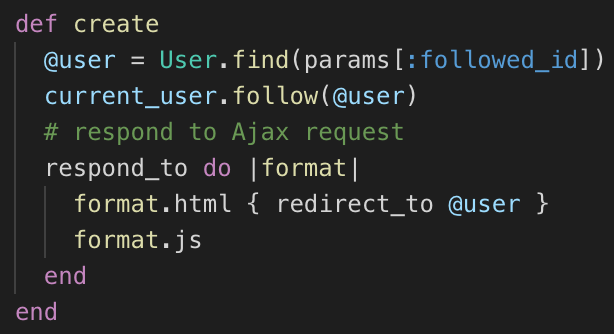 def create
  @user = User.find(params[:followed_id])
  current_user.follow(@user)
  # respond to Ajax request
  respond_to do |format|
    format.html { redirect_to @user }
    format.js
  end
end